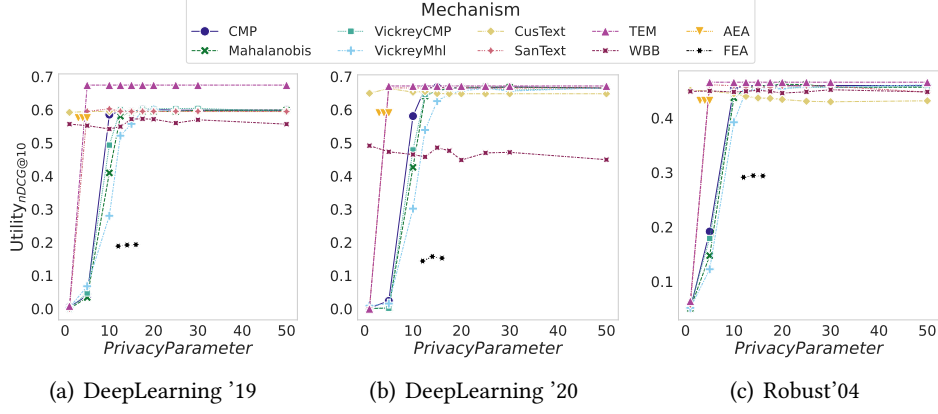 Mechanism
CMP VickreyCMP CusText TEM AEA
Mahalanobis VickreyMhl SanText WBB FEA
Utility nDCG@10
0.7
0.6
0.5
0.4
0.3
0.2
0.1
0.0
0 10 20 30 40 50
PrivacyParameter
(a) DeepLearning ’19
0.7
0.6
0.5
0.4
0.3
0.2
0.1
0.0
0 10 20 30 40 50
PrivacyParameter
(b) DeepLearning ’20
0.4
0.3
0.2
0.1
0 10 20 30 40 50
PrivacyParameter
(c) Robust’04